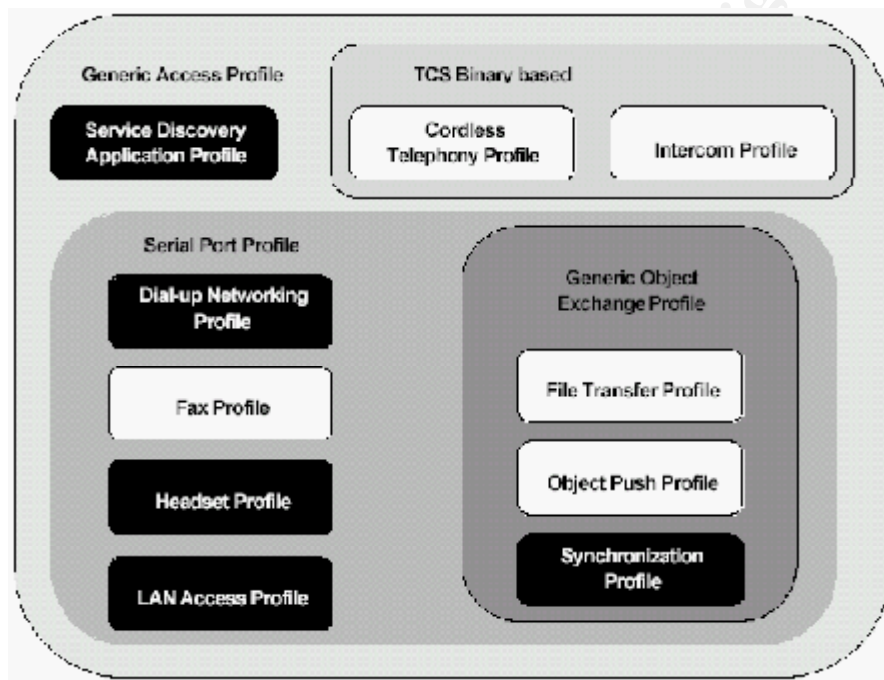 Generic Access Profile
TCS Binary based
Service Discovery
Application Profile
Cordless
Telephony Profile
Intercom Profile
Serial Port Profile
Dial-up Networking
Profile
Fax Profile
Headset Profile
LAN Access Profile
Generic Object
Exchange Profile
File Transfer Profile
Object Push Profile
Synchronization
Profile